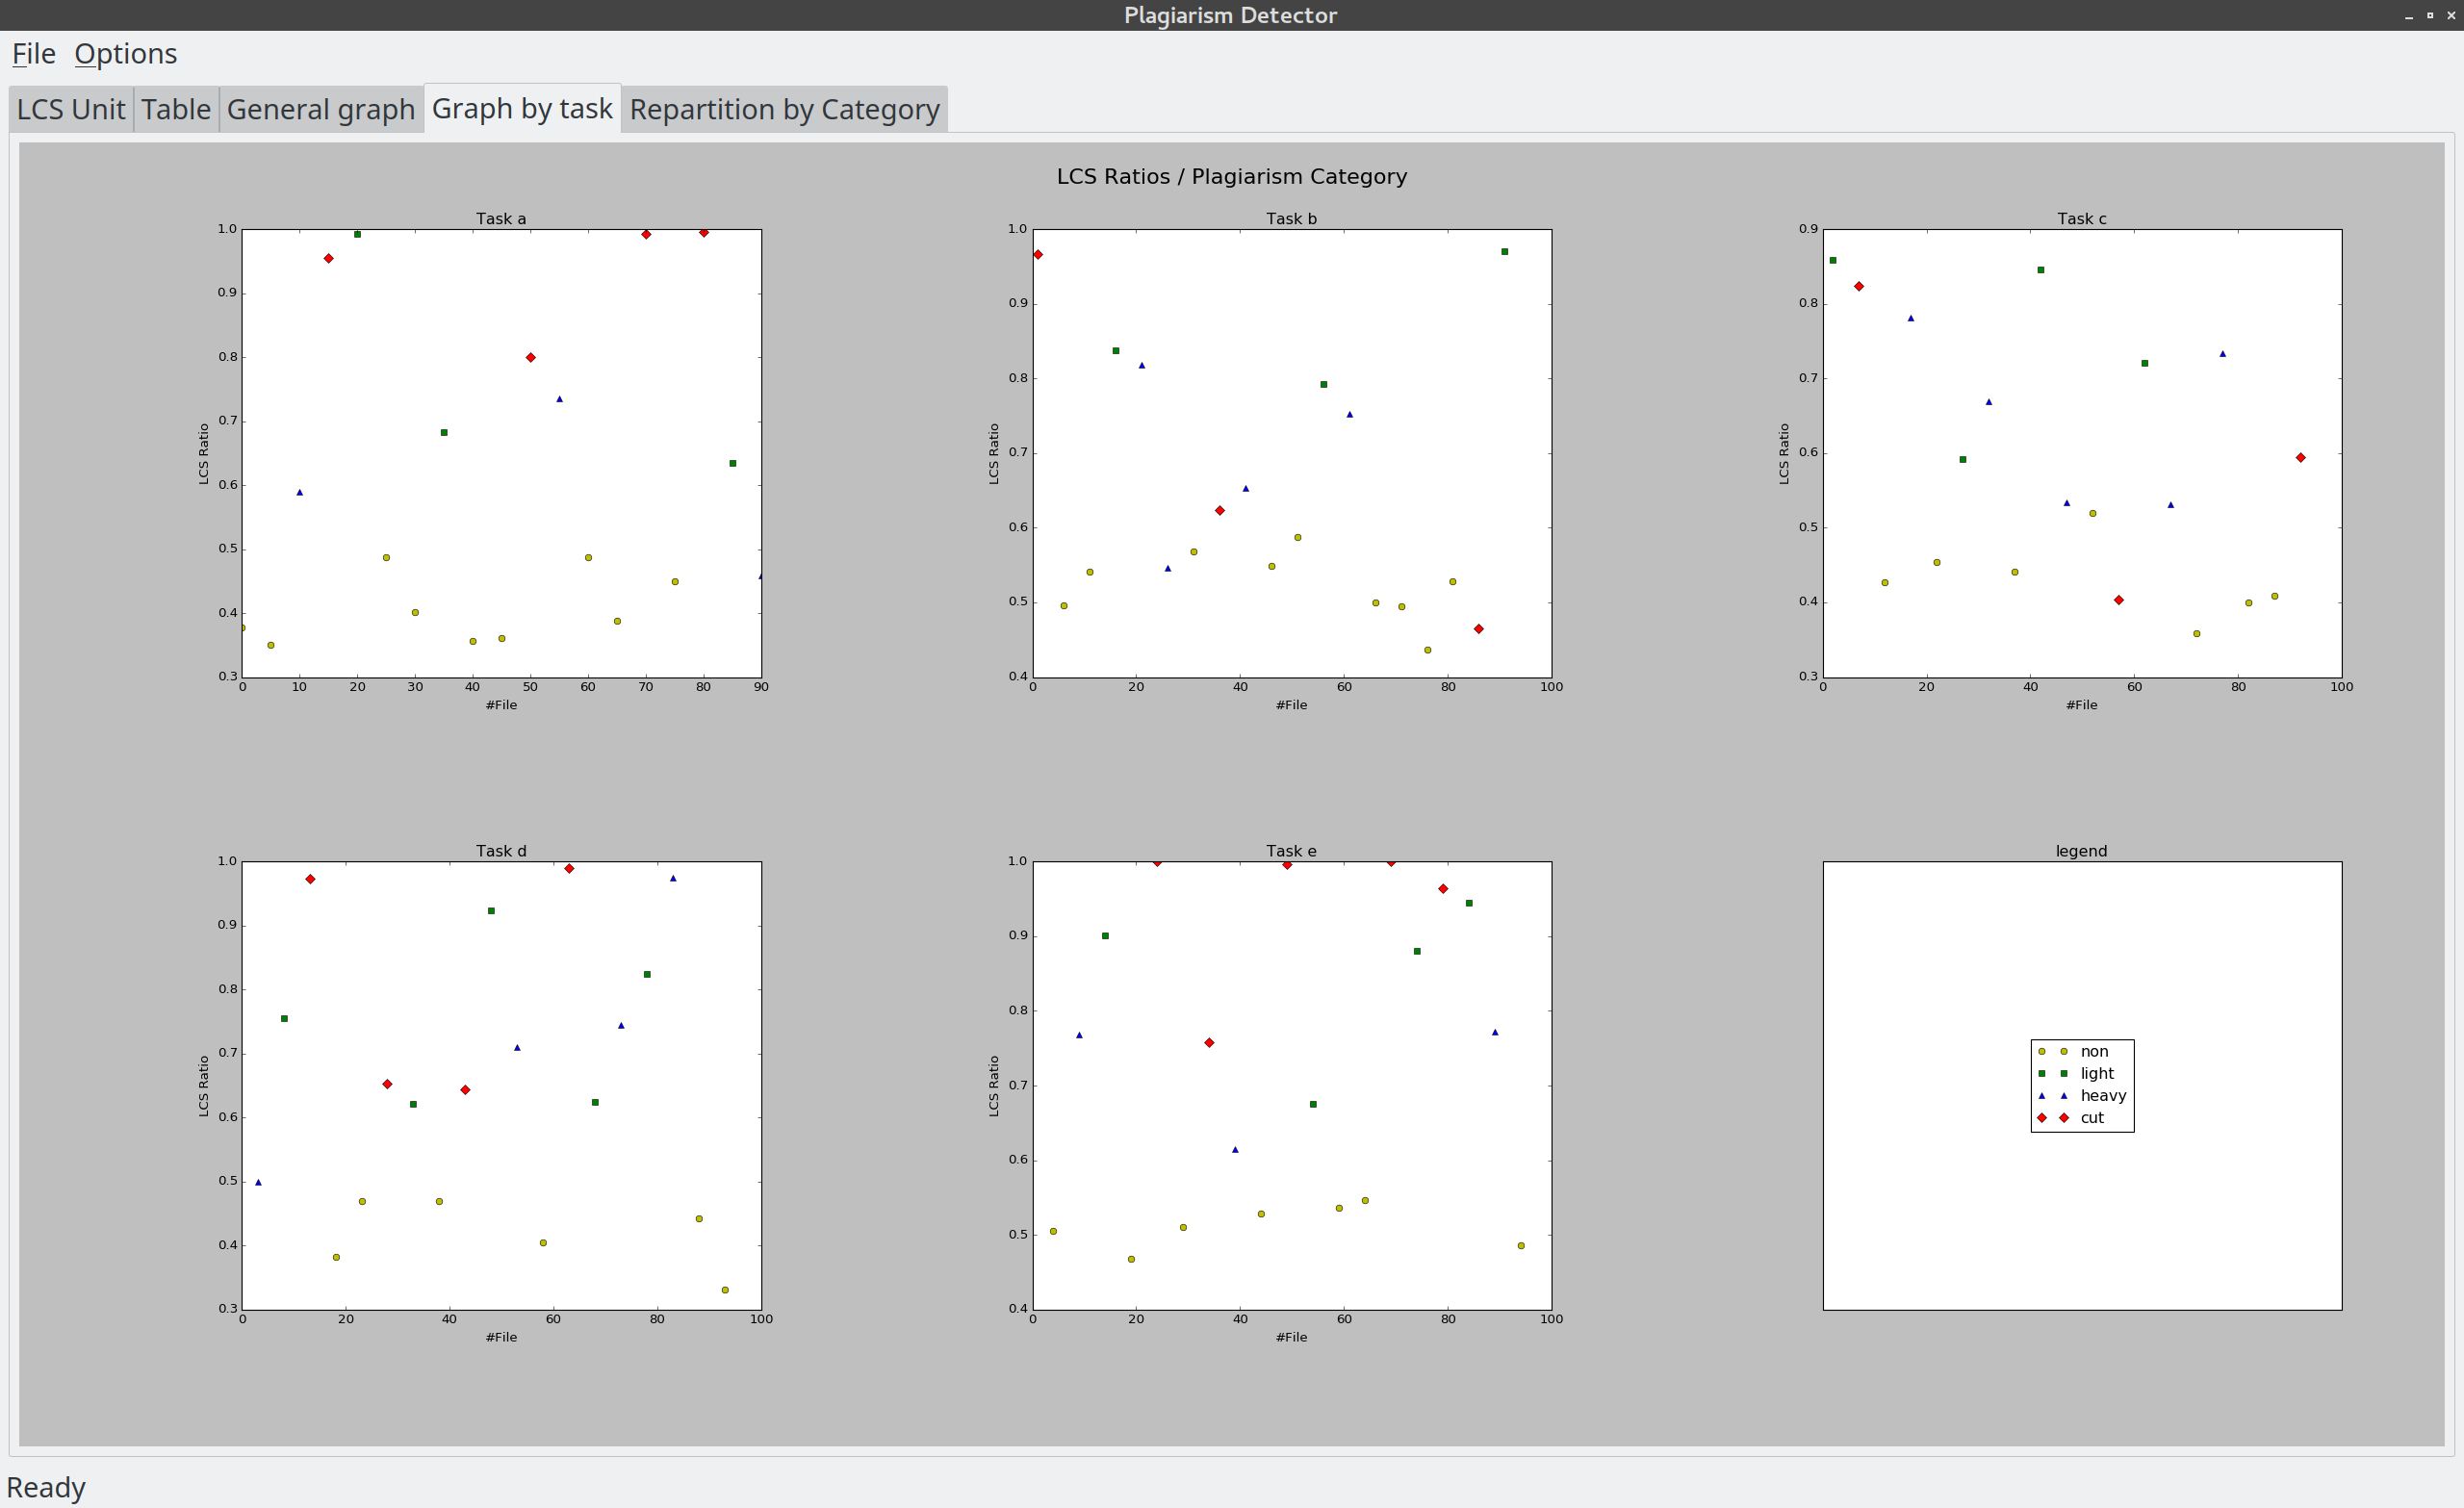 Plagiarism Detector
File Options
LCS Unit Table General graph Graph by task Repartition by Category
LCS Ratios / Plagiarism Category
Task a
1.0
0.9
0.8
0.7
0.6
0.5
0.4
0.3
LCS Ratio
0 10 20 30 40 50 60 70 80 90
#File
Task b
1.0
0.9
0.8
0.7
0.6
0.5
0.4
LCS Ratio
0 20 40 60 80 100
#File
Task c
0.9
0.8
0.7
0.6
0.5
0.4
0.3
LCS Ratio
0 20 40 60 80 100
#File
Task d
1.0
0.9
0.8
0.7
0.6
0.5
0.4
0.3
LCS Ratio
0 20 40 60 80 100
#File
Task e
1.0
0.9
0.8
0.7
0.6
0.5
0.4
LCS Ratio
0 20 40 60 80 100
#File
legend
non
light
heavy
cut
Ready